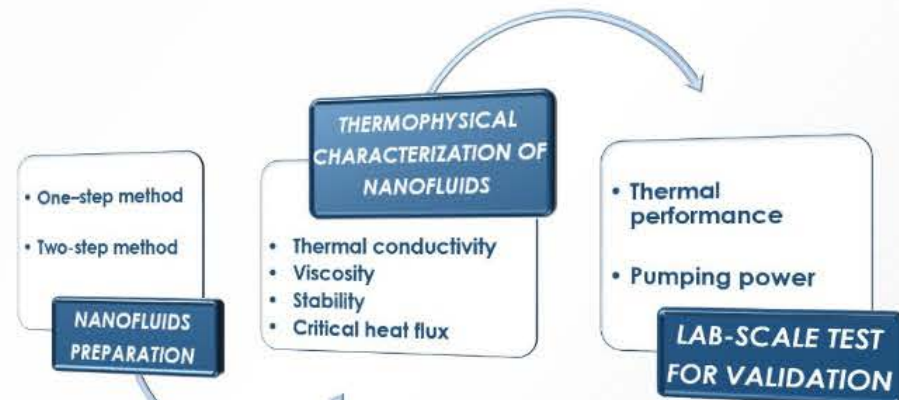 • One-step method
• Two-step method
NANOFLUIDS
PREPARATION
THERMOPHYSICAL
CHARACTERIZATION OF
NANOFLUIDS
• Thermal conductivity
• Viscosity
• Stability
• Critical heat flux
• Thermal
performance
• Pumping power
LAB-SCALE TEST
FOR VALIDATION